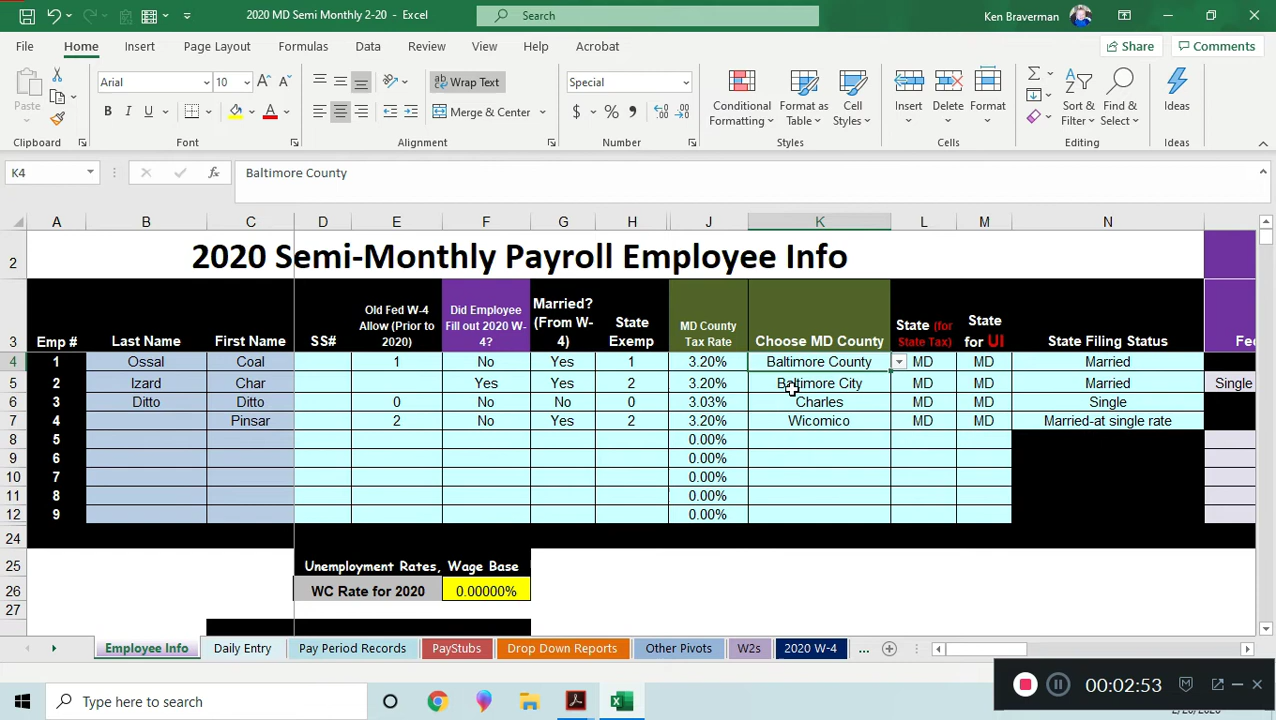 2020 MD Semi Monthly 2-20 - Excel
Search
Ken Braverman
File Home Insert Page Layout Formulas Data Review View Help Acrobat
Share Comments
Paste
Arial 10
B I U
Wrap Text
Merge & Center
Special
$ % ,
Conditional Formatting
Format as Table
Cell Styles
Insert Delete Format
Sort & Filter
Find & Select
Ideas
Clipboard Font Alignment Number Styles Cells Editing Ideas
K4 fx Baltimore County
A B C D E F G H J K L M N
2 2020 Semi-Monthly Payroll Employee Info
3 Emp # Last Name First Name SS# Old Fed W-4 Allow (Prior to 2020) Did Employee Fill out 2020 W-4? Married? (From W-4) State Exemp MD County Tax Rate Choose MD County State (for State Tax) State for UI State Filing Status
4 1 Ossal Coal 1 No Yes 1 3.20% Baltimore County MD MD Married
5 2 Izard Char Yes Yes 2 3.20% Baltimore City MD MD Married Single
6 3 Ditto Ditto 0 No No 0 3.03% Charles MD MD Single
7 4 Pinsar 2 No Yes 2 3.20% Wicomico MD MD Married-at single rate
8 5 0.00%
9 6 0.00%
10 7 0.00%
11 8 0.00%
12 9 0.00%
24
25 Unemployment Rates, Wage Base
26 WC Rate for 2020 0.00000%
27
Employee Info Daily Entry Pay Period Records PayStubs Drop Down Reports Other Pivots W2s 2020 W-4 ...
00:02:53
Type here to search